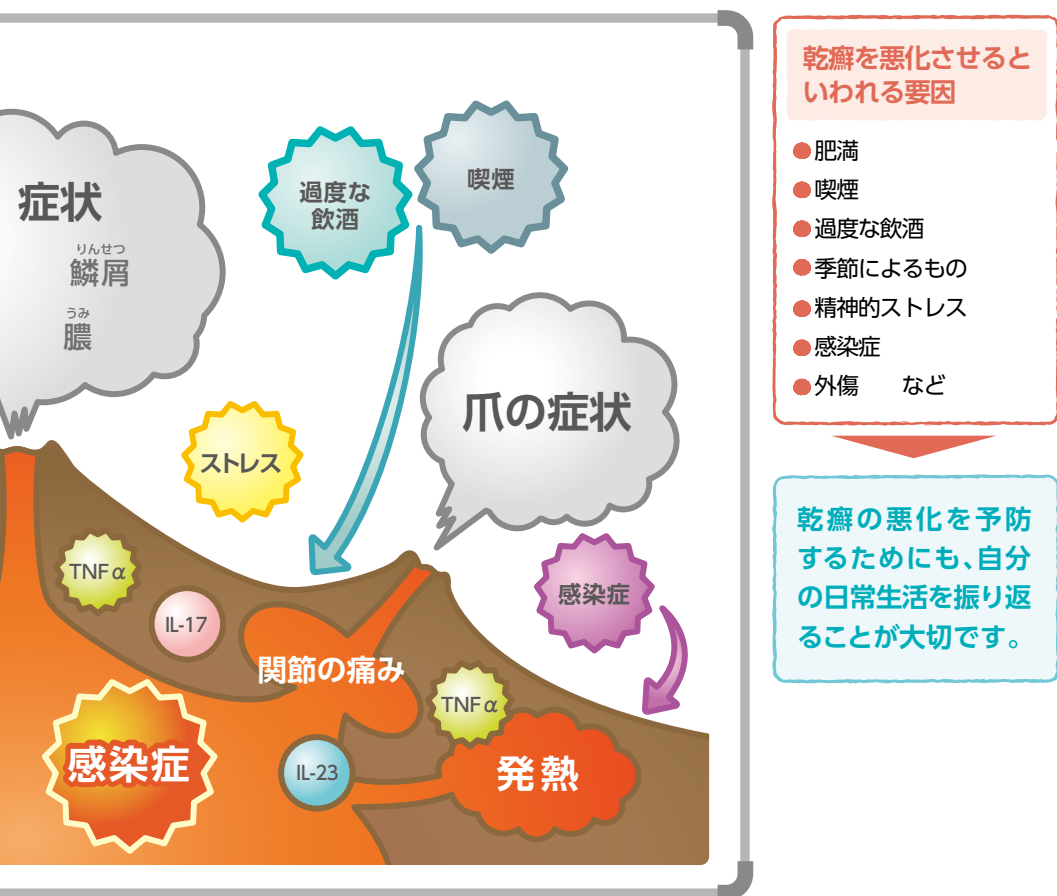 症状
りんせつ
鱗屑
うみ
膿
過度な
飲酒
喫煙
ストレス
爪の症状
感染症
TNFα
IL-17
関節の痛み
TNFα
感染症
IL-23
発熱
乾癬を悪化させると
いわれる要因
●肥満
●喫煙
●過度な飲酒
●季節によるもの
●精神的ストレス
●感染症
●外傷　　など
乾癬の悪化を予防
するためにも、自分
の日常生活を振り返
ることが大切です。